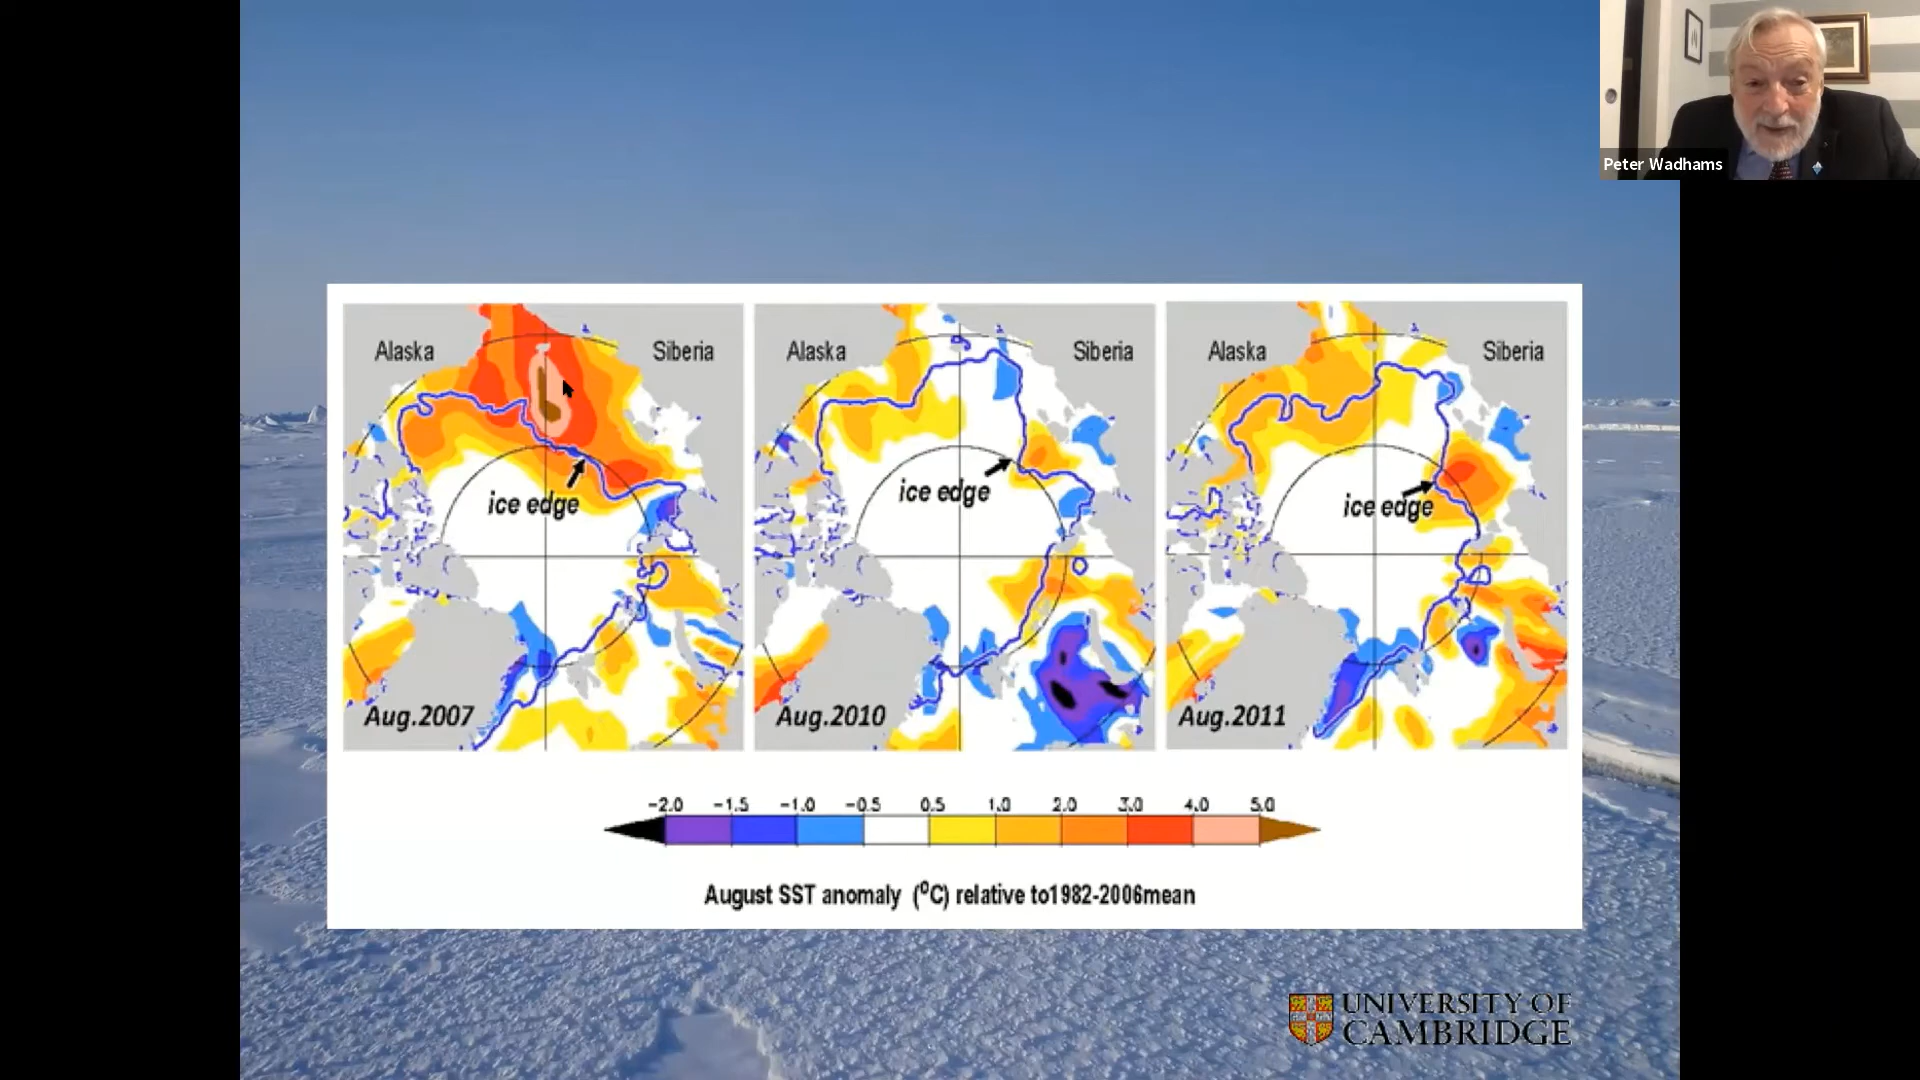 Peter Wadhams
Alaska
Siberia
ice edge
Aug.2007
Alaska
Siberia
ice edge
Aug.2010
Alaska
Siberia
ice edge
Aug.2011
-2.0 -1.5 -1.0 -0.5 0.5 1.0 2.0 3.0 4.0 5.0
August SST anomaly (⁰C) relative to1982-2006mean
UNIVERSITY OF
CAMBRIDGE